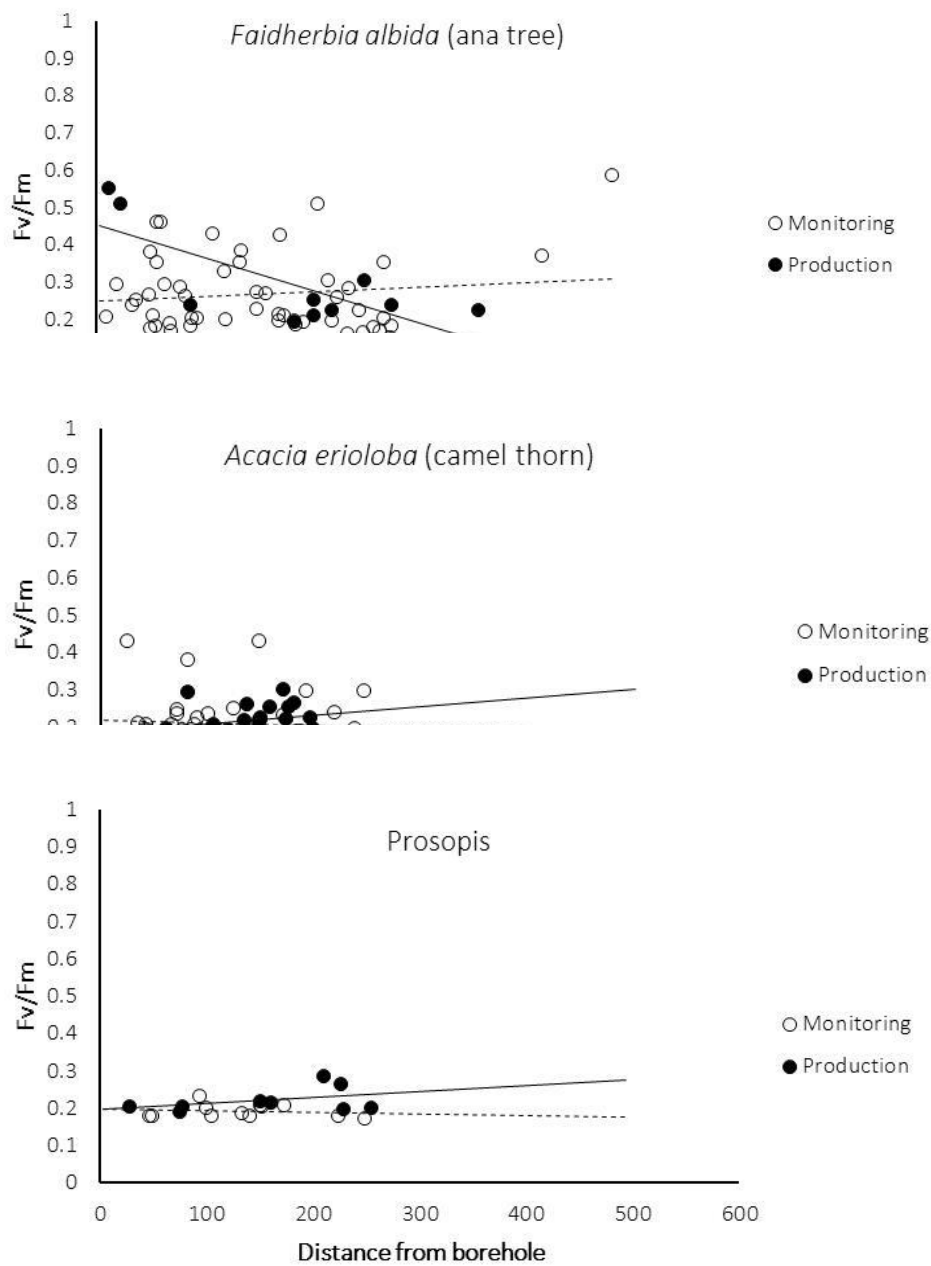 Faidherbia albida (ana tree)
1
0.9
0.8
0.7
0.6
0.5
0.4
0.3
0.2
Fv/Fm
Monitoring
Production
Acacia erioloba (camel thorn)
1
0.9
0.8
0.7
0.6
0.5
0.4
0.3
0.2
Fv/Fm
Monitoring
Production
Prosopis
1
0.9
0.8
0.7
0.6
0.5
0.4
0.3
0.2
0.1
0
Fv/Fm
Monitoring
Production
0 100 200 300 400 500 600
Distance from borehole